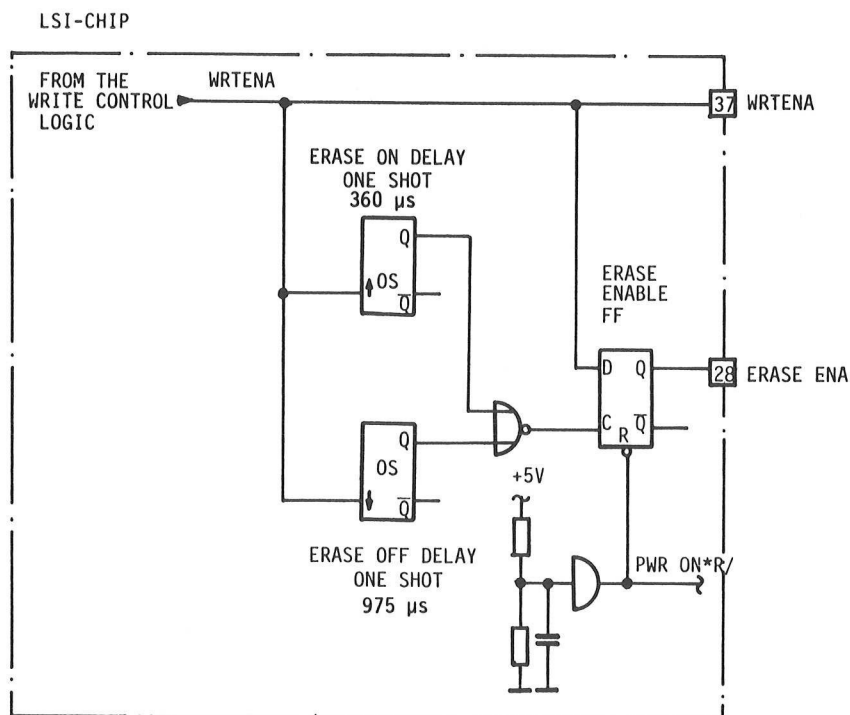 LSI-CHIP
FROM THE
WRITE CONTROL
LOGIC
WRTENA
37 WRTENA
ERASE ON DELAY
ONE SHOT
360 µs
Q
OS
Q̅
ERASE
ENABLE
FF
D Q
28 ERASE ENA
C Q̅
R
Q
OS
Q̅
+5V
ERASE OFF DELAY
ONE SHOT
975 µs
PWR ON*R/